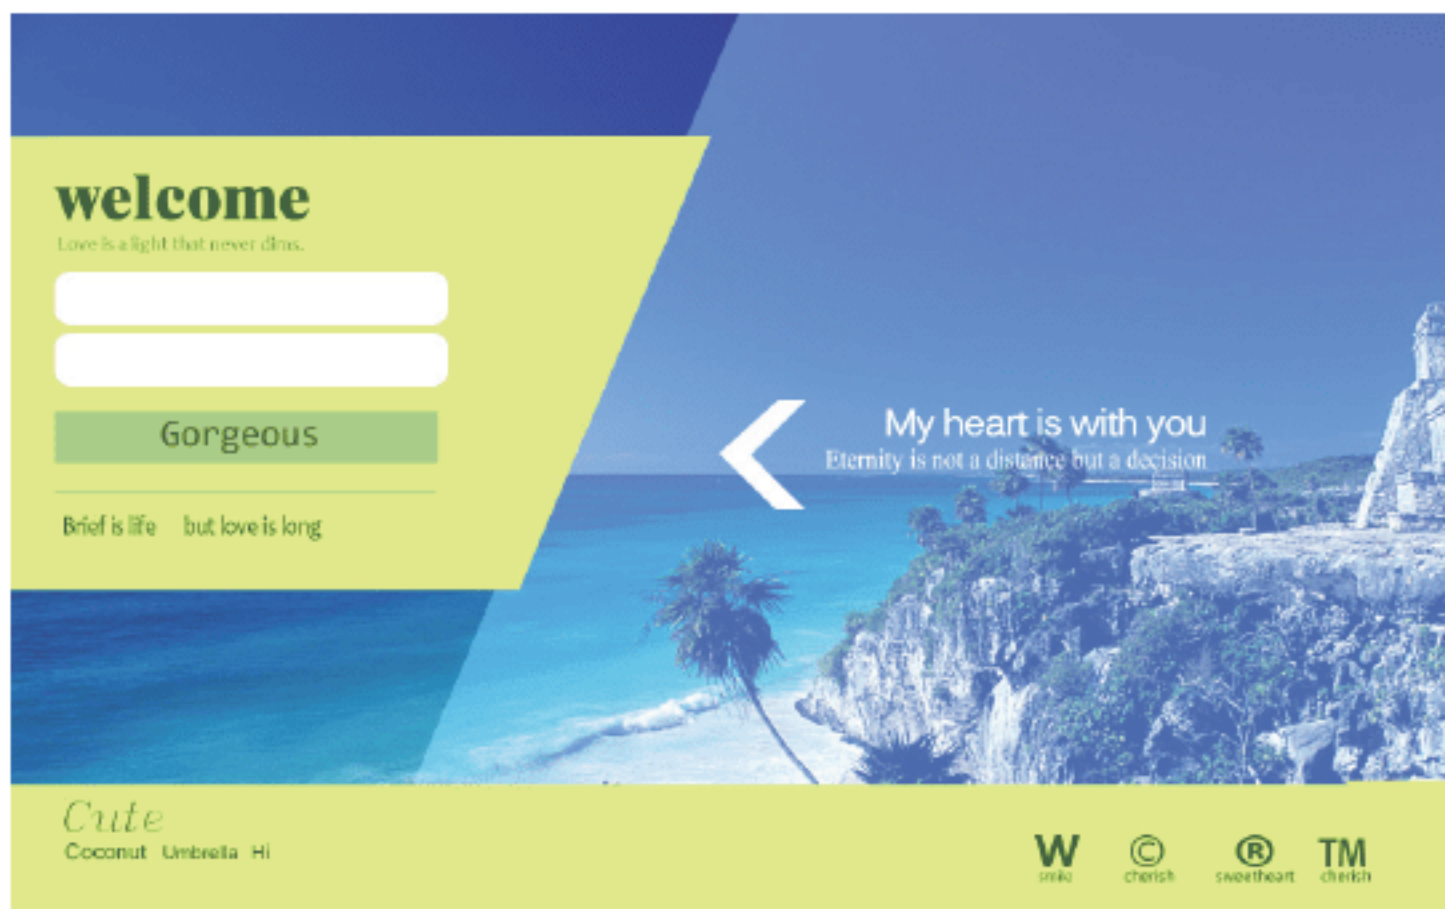 welcome
Love is a light that never dims.
Gorgeous
Brief is life but love is long
My heart is with you
Eternity is not a distance but a decision
Cute
Coconut Umbrella Hi
W © ® TM
smile cherish sweetheart cherish